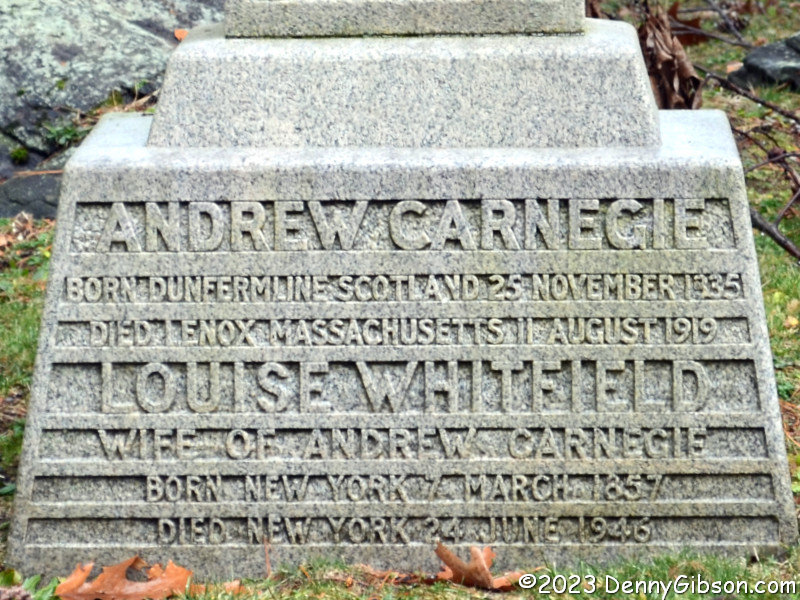 ANDREW CARNEGIE
BORN DUNFERMLINE SCOTLAND 25 NOVEMBER 1835
DIED LENOX MASSACHUSETTS 11 AUGUST 1919
LOUISE WHITFIELD
WIFE OF ANDREW CARNEGIE
BORN NEW YORK 7 MARCH 1857
DIED NEW YORK 24 JUNE 1946
©2023 DennyGibson.com